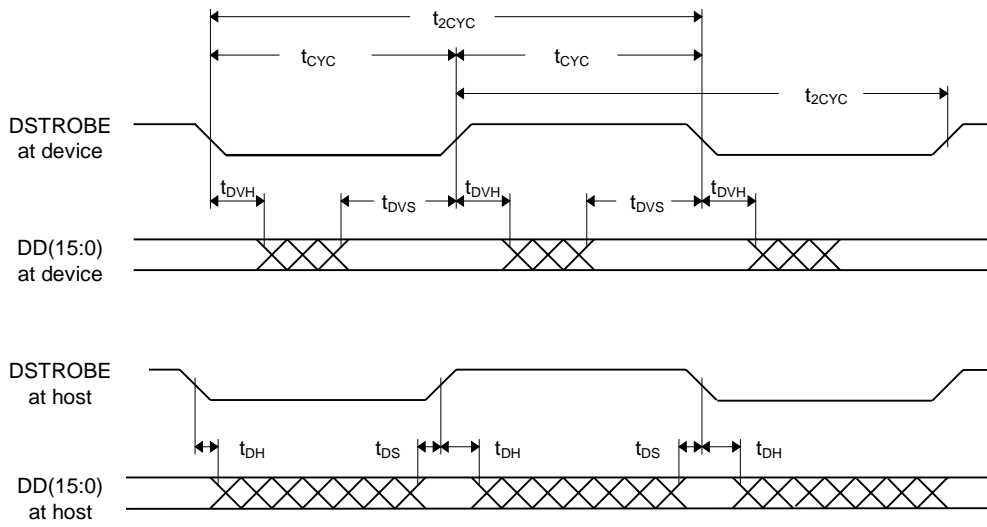 t2CYC
tCYC tCYC
t2CYC
DSTROBE
at device
tDVH tDVS tDVH tDVS tDVH
DD(15:0)
at device
DSTROBE
at host
tDH tDS tDH tDS tDH
DD(15:0)
at host